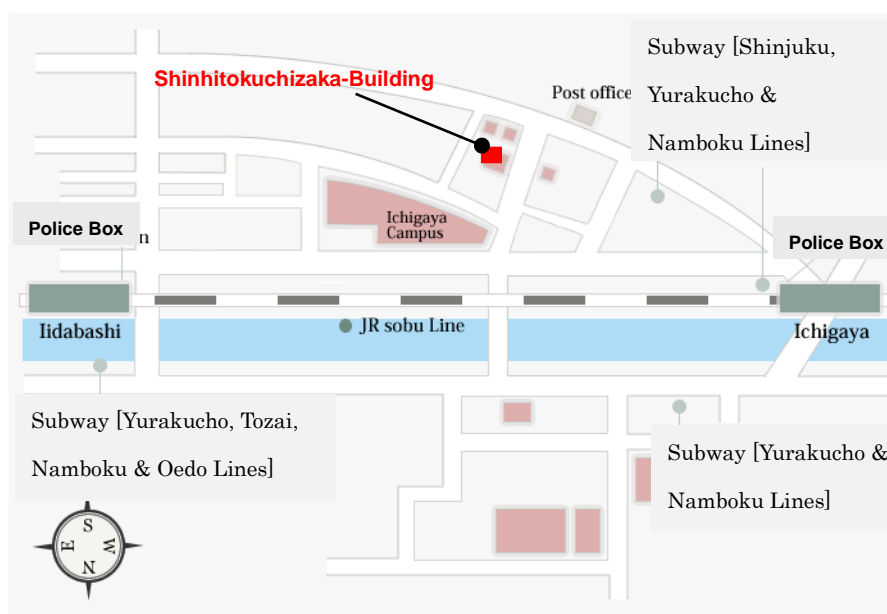 Subway [Shinjuku,
Yurakucho &
Namboku Lines]
Shinhitokuchizaka-Building
Post office
Ichigaya
Campus
Police Box
n
Police Box
Iidabashi
JR sobu Line
Ichigaya
Subway [Yurakucho, Tozai,
Namboku & Oedo Lines]
Subway [Yurakucho &
Namboku Lines]
S
E W
N